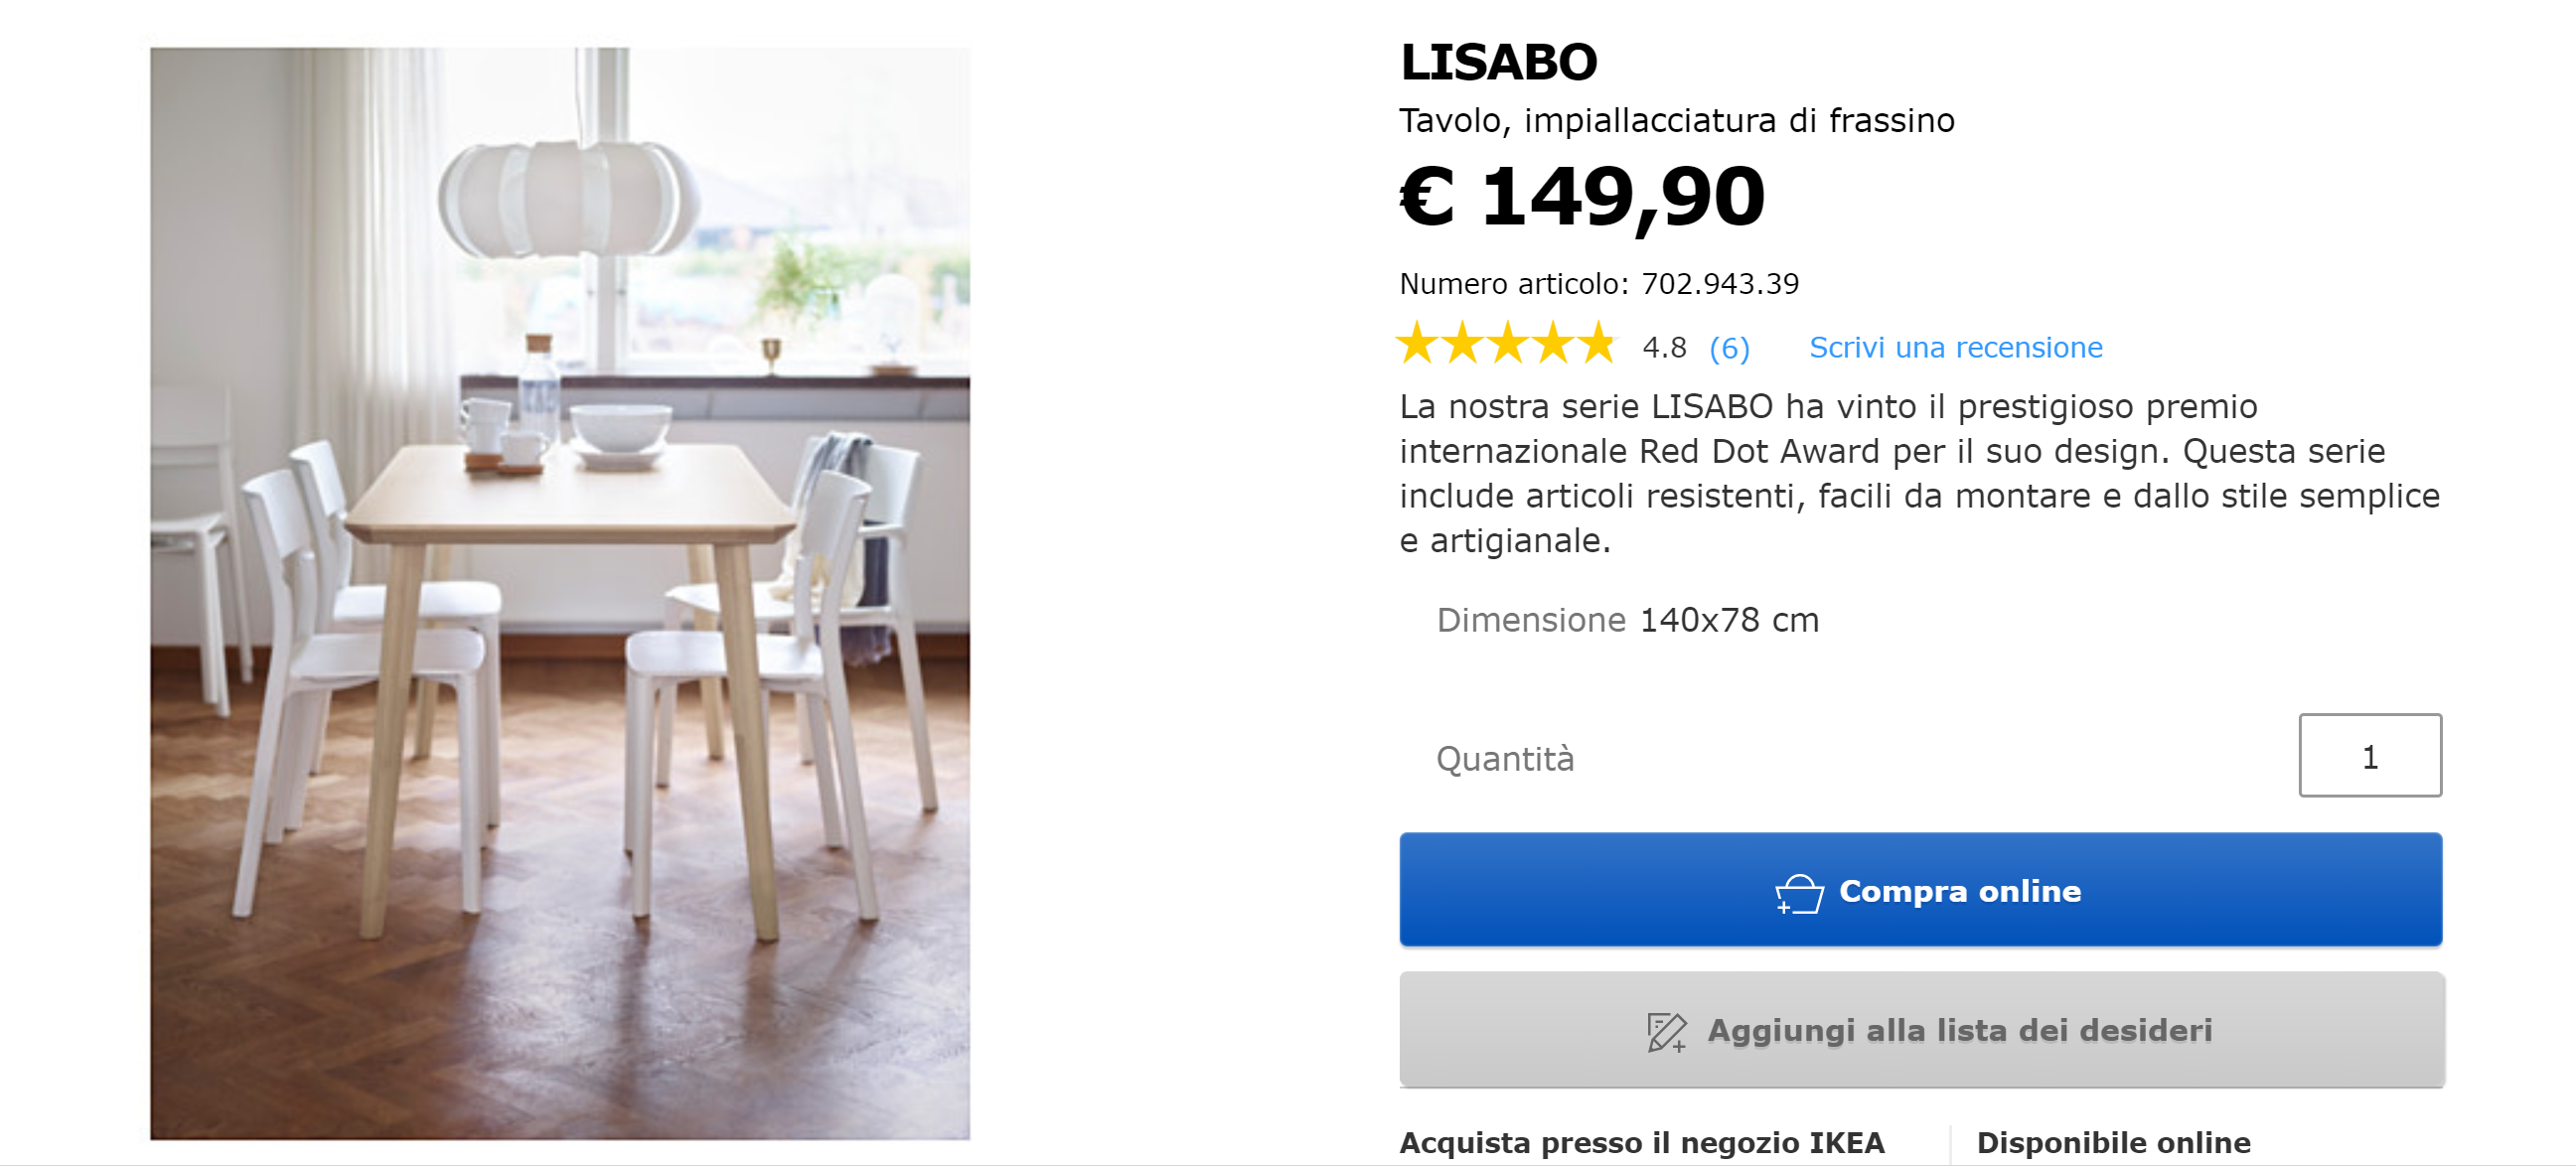 LISABO
Tavolo, impiallacciatura di frassino
€ 149,90
Numero articolo: 702.943.39
4.8 (6) Scrivi una recensione
La nostra serie LISABO ha vinto il prestigioso premio
internazionale Red Dot Award per il suo design. Questa serie
include articoli resistenti, facili da montare e dallo stile semplice
e artigianale.
Dimensione 140x78 cm
Quantità 1
Compra online
Aggiungi alla lista dei desideri
Acquista presso il negozio IKEA Disponibile online